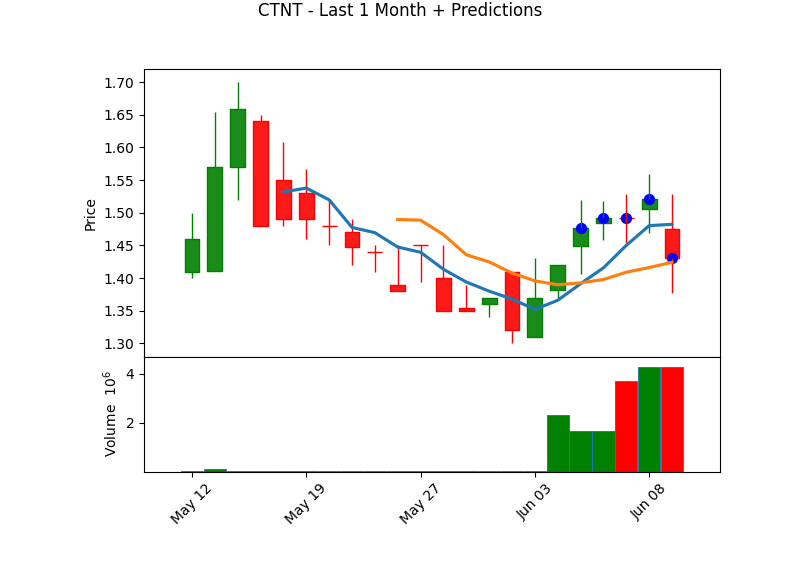 CTNT - Last 1 Month + Predictions
1.70
1.65
1.60
1.55
1.50
1.45
1.40
1.35
1.30
Price
4
2
Volume 10^6
May 12
May 19
May 27
Jun 03
Jun 08